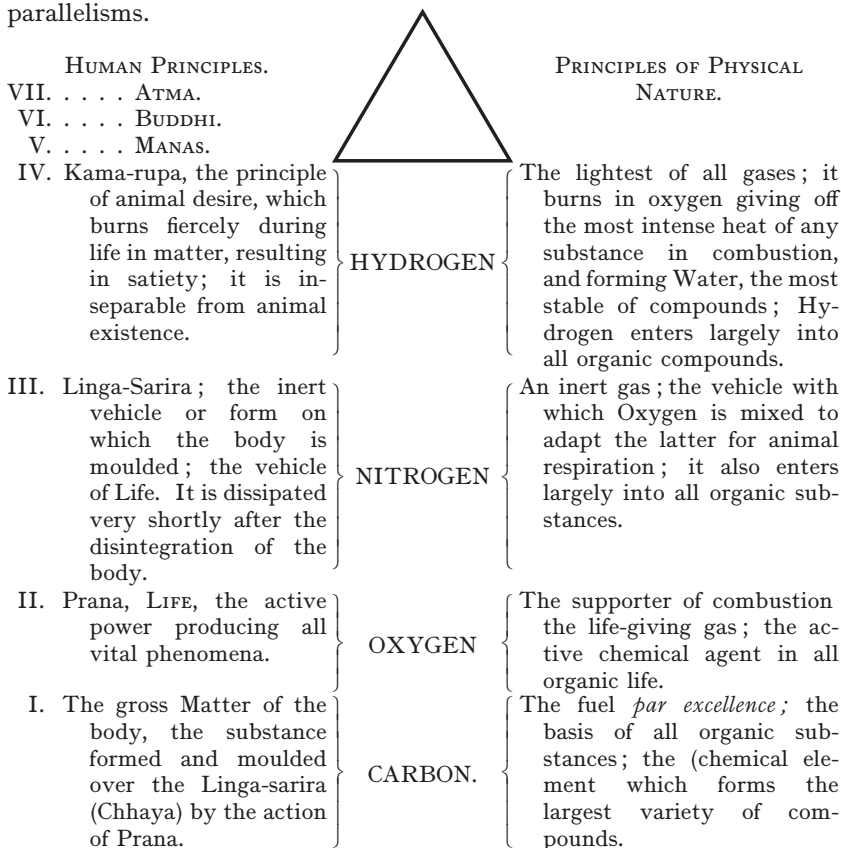 parallelisms.
Human Principles.
VII. . . . . Atma.
VI. . . . . Buddhi.
V. . . . . Manas.
Principles of Physical
Nature.
IV. Kama-rupa, the principle
of animal desire, which
burns fiercely during
life in matter, resulting
in satiety; it is in-
separable from animal
existence.
HYDROGEN
The lightest of all gases; it
burns in oxygen giving off
the most intense heat of any
substance in combustion,
and forming Water, the most
stable of compounds; Hy-
drogen enters largely into
all organic compounds.
III. Linga-Sarira; the inert
vehicle or form on
which the body is
moulded; the vehicle
of Life. It is dissipated
very shortly after the
disintegration of the
body.
NITROGEN
An inert gas; the vehicle with
which Oxygen is mixed to
adapt the latter for animal
respiration; it also enters
largely into all organic sub-
stances.
II. Prana, Life, the active
power producing all
vital phenomena.
OXYGEN
The supporter of combustion
the life-giving gas; the ac-
tive chemical agent in all
organic life.
I. The gross Matter of the
body, the substance
formed and moulded
over the Linga-sarira
(Chhaya) by the action
of Prana.
CARBON.
The fuel par excellence; the
basis of all organic sub-
stances; the (chemical ele-
ment which forms the
largest variety of com-
pounds.